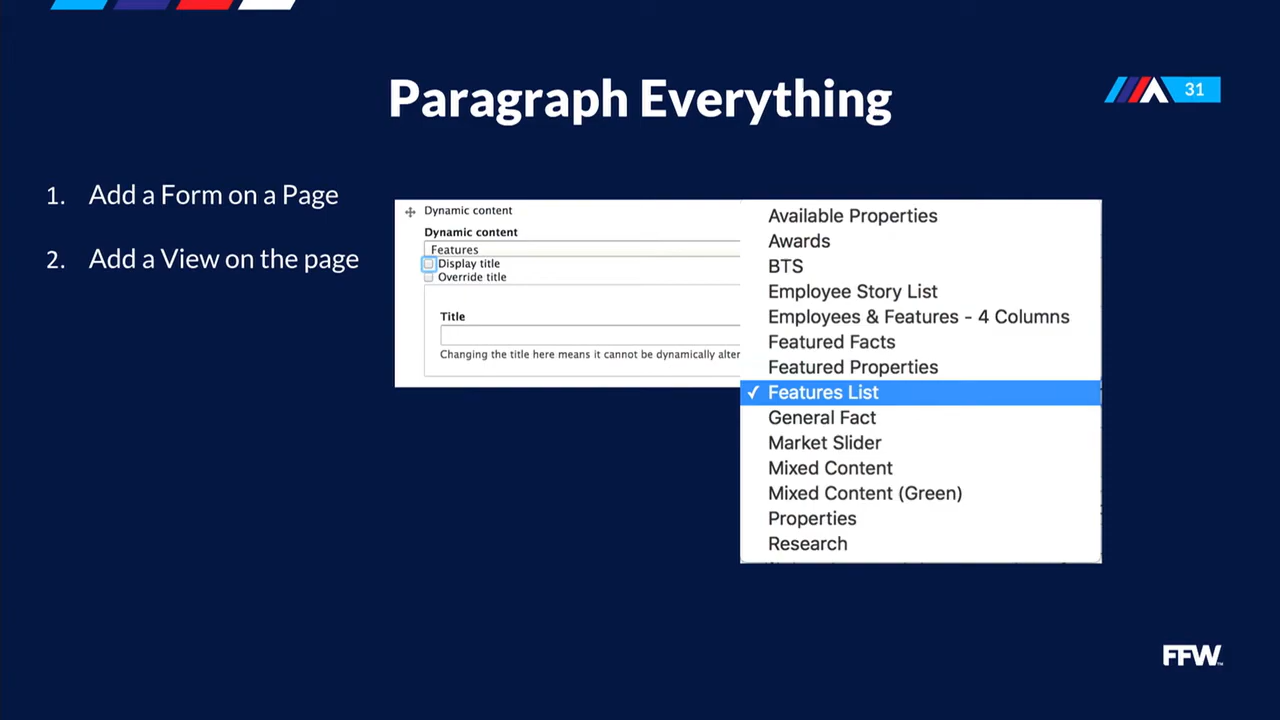 Paragraph Everything
31
1. Add a Form on a Page
2. Add a View on the page
Dynamic content
Dynamic content
Features
Display title
Override title
Title
Changing the title here means it cannot be dynamically alter
Available Properties
Awards
BTS
Employee Story List
Employees & Features - 4 Columns
Featured Facts
Featured Properties
✓ Features List
General Fact
Market Slider
Mixed Content
Mixed Content (Green)
Properties
Research
FFW